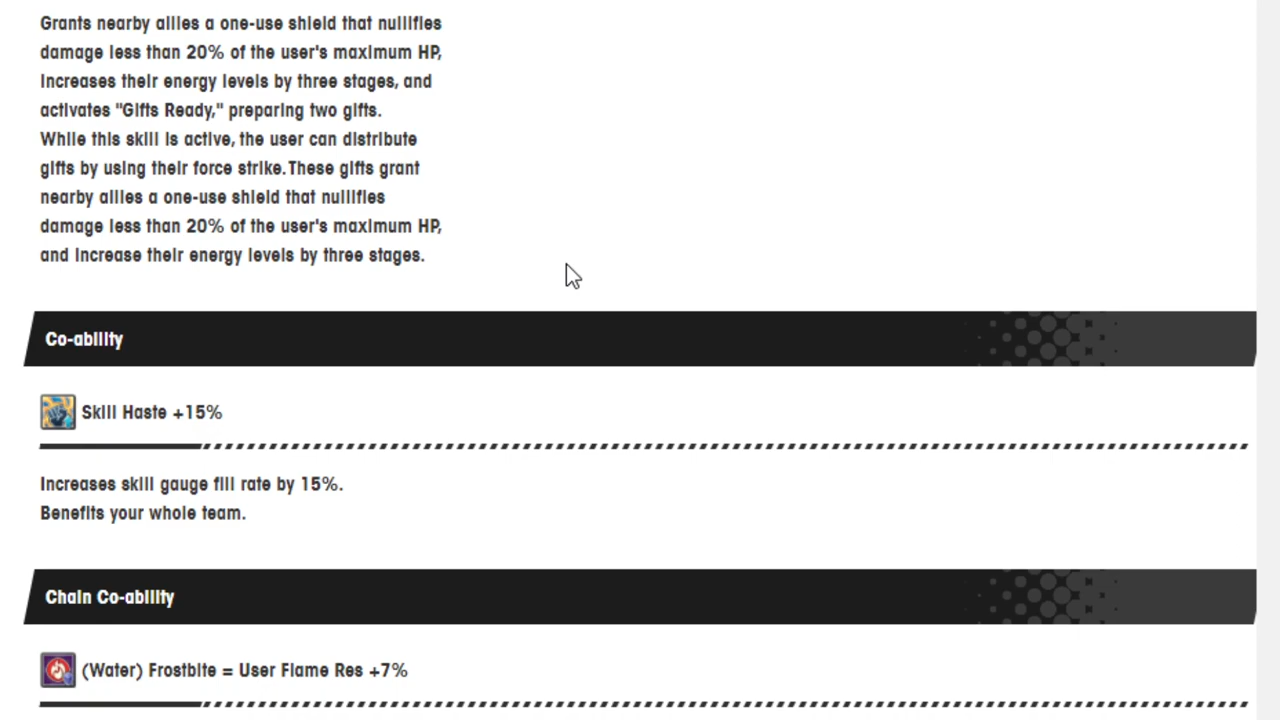 Grants nearby allies a one-use shield that nullifies
damage less than 20% of the user's maximum HP,
increases their energy levels by three stages, and
activates "Gifts Ready," preparing two gifts.
While this skill is active, the user can distribute
gifts by using their force strike. These gifts grant
nearby allies a one-use shield that nullifies
damage less than 20% of the user's maximum HP,
and increase their energy levels by three stages.
Co-ability
Skill Haste +15%
Increases skill gauge fill rate by 15%.
Benefits your whole team.
Chain Co-ability
(Water) Frostbite = User Flame Res +7%